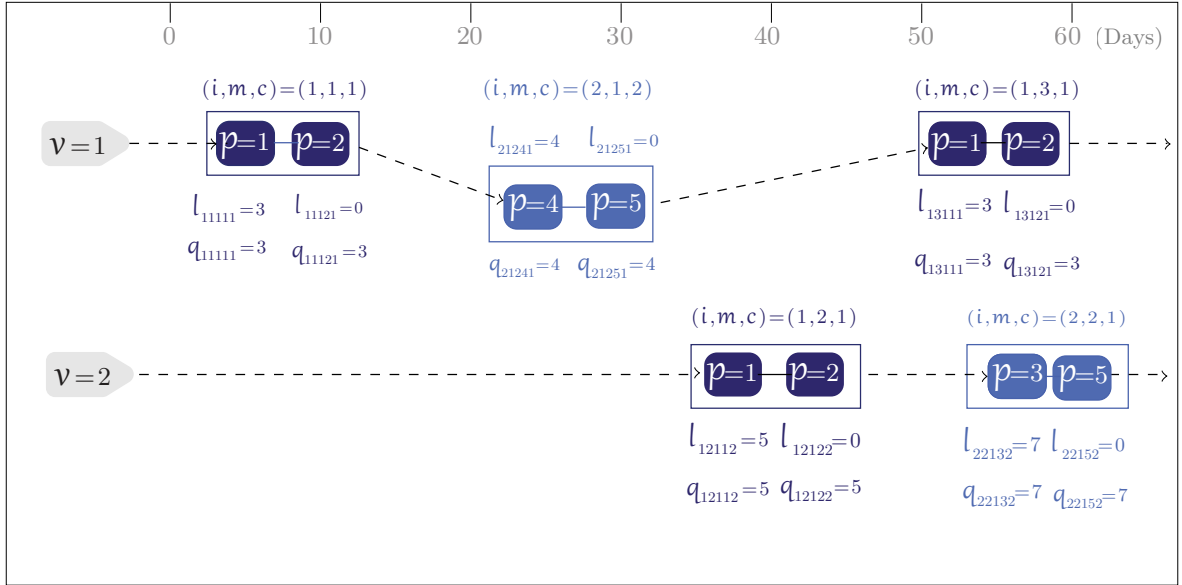 0 10 20 30 40 50 60 (Days)
(i,m,c)=(1,1,1) (i,m,c)=(2,1,2) (i,m,c)=(1,3,1)
l₂₁₂₄₁=4 l₂₁₂₅₁=0
v=1 p=1 p=2 p=1 p=2
p=4 p=5
l₁₁₁₁₁=3 l₁₁₁₂₁=0 l₁₃₁₁₁=3 l₁₃₁₂₁=0
q₁₁₁₁₁=3 q₁₁₁₂₁=3 q₂₁₂₄₁=4 q₂₁₂₅₁=4 q₁₃₁₁₁=3 q₁₃₁₂₁=3
(i,m,c)=(1,2,1) (i,m,c)=(2,2,1)
v=2 p=1 p=2 p=3 p=5
l₁₂₁₁₂=5 l₁₂₁₂₂=0 l₂₂₁₃₂=7 l₂₂₁₅₂=0
q₁₂₁₁₂=5 q₁₂₁₂₂=5 q₂₂₁₃₂=7 q₂₂₁₅₂=7